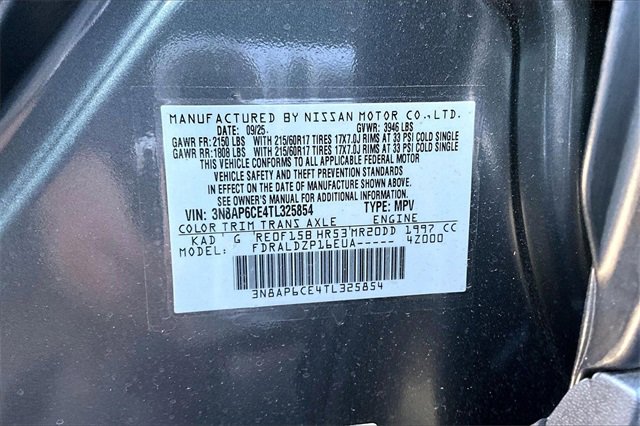 MANUFACTURED BY NISSAN MOTOR CO., LTD.
DATE: 09/25. GVWR: 3946 LBS
GAWR FR: 2150 LBS WITH 215/60R17 TIRES 17X7.0J RIMS AT 33 PSI COLD SINGLE
GAWR RR: 1808 LBS WITH 215/60R17 TIRES 17X7.0J RIMS AT 33 PSI COLD SINGLE
THIS VEHICLE CONFORMS TO ALL APPLICABLE FEDERAL MOTOR
VEHICLE SAFETY AND THEFT PREVENTION STANDARDS
IN EFFECT ON THE DATE OF MANUFACTURE SHOWN ABOVE.
SEE OWNER'S MANUAL FOR ADDITIONAL INFORMATION
VIN: 3N8AP6CE4TL325854 TYPE: MPV
COLOR TRIM TRANS AXLE ENGINE
KAD G RE0F15B HR53 MR20DD 1997 CC
MODEL: FDRALDZP16EUA----- 4Z000
3N8AP6CE4TL325854